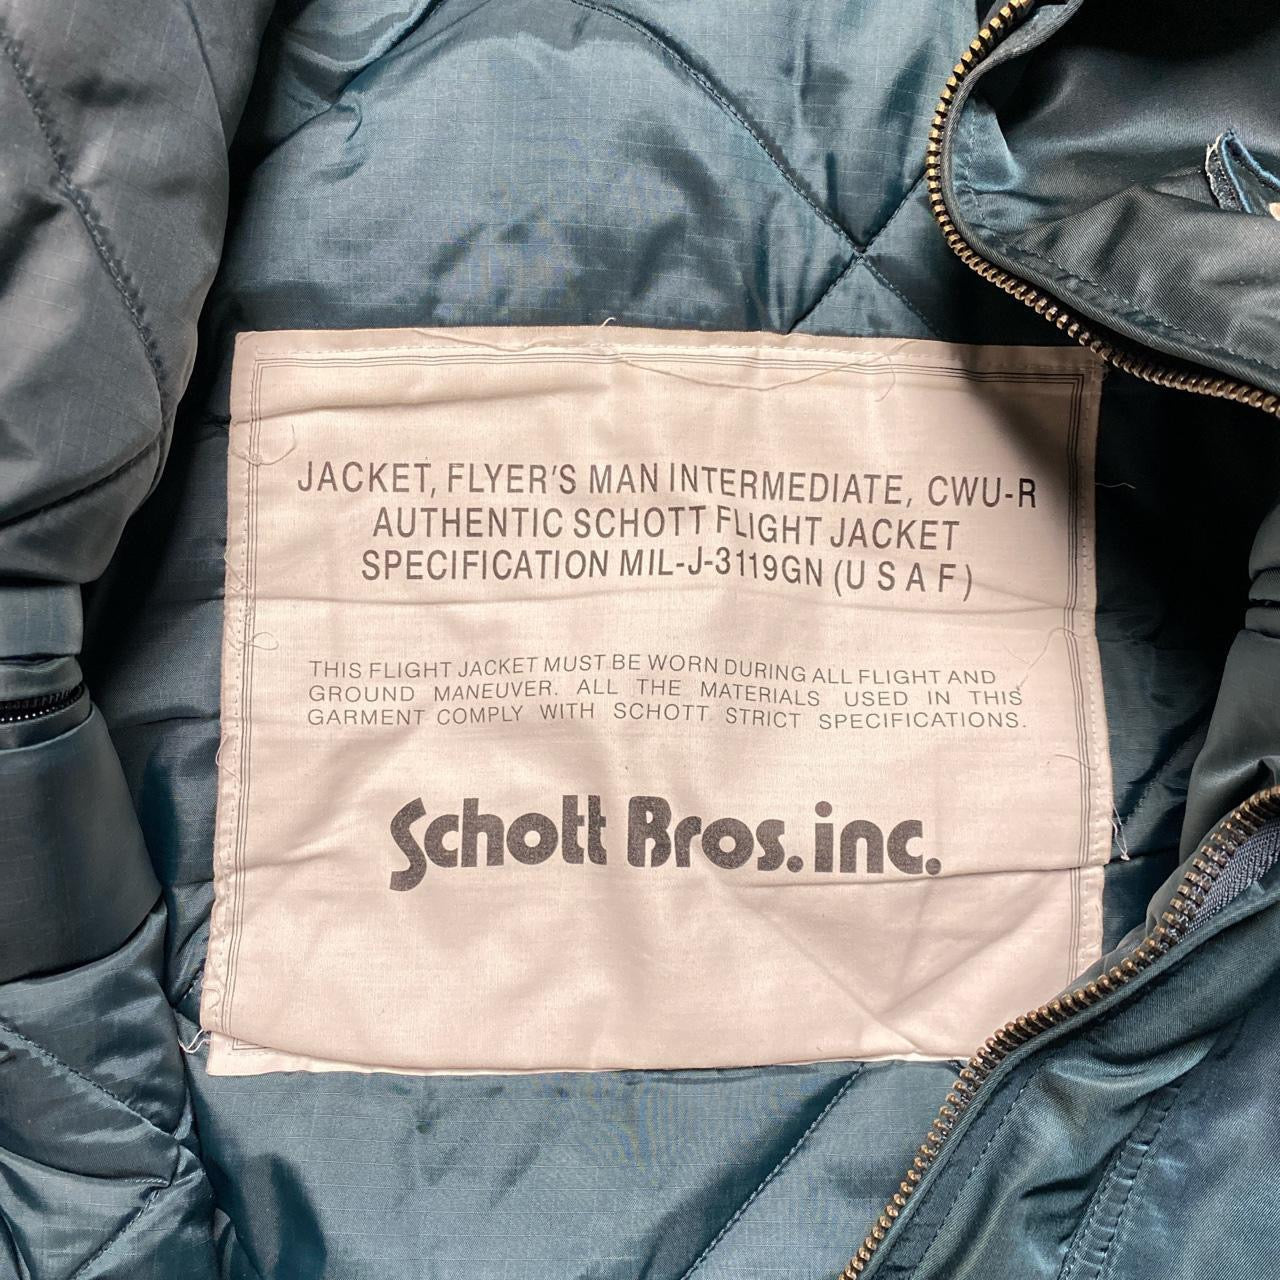 JACKET, FLYER'S MAN INTERMEDIATE, CWU-R
AUTHENTIC SCHOTT FLIGHT JACKET
SPECIFICATION MIL-J-3119GN (U S A F)
THIS FLIGHT JACKET MUST BE WORN DURING ALL FLIGHT AND
GROUND MANEUVER. ALL THE MATERIALS USED IN THIS
GARMENT COMPLY WITH SCHOTT STRICT SPECIFICATIONS.
Schott Bros. inc.